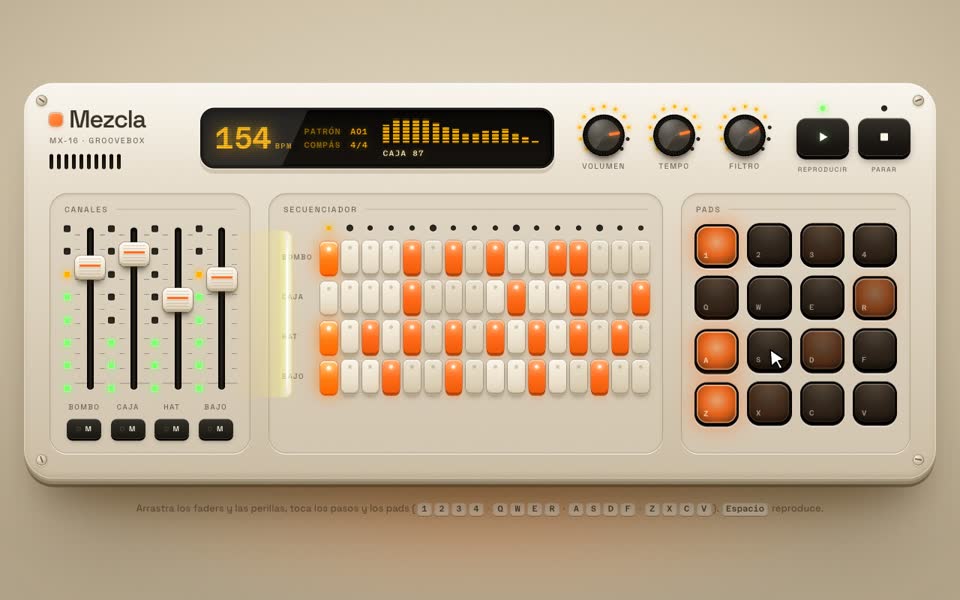 Mezcla
MX-16 · GROOVEBOX
154 BPM
PATRÓN A01
COMPÁS 4/4
CAJA 87
VOLUMEN
TEMPO
FILTRO
REPRODUCIR
PARAR
CANALES
BOMBO CAJA HAT BAJO
M M M M
SECUENCIADOR
BOMBO
CAJA
HAT
BAJO
PADS
1 2 3 4
Q W E R
A S D F
Z X C V
Arrastra los faders y las perillas, toca los pasos y los pads ( 1 2 3 4 · Q W E R · A S D F · Z X C V ). Espacio reproduce.